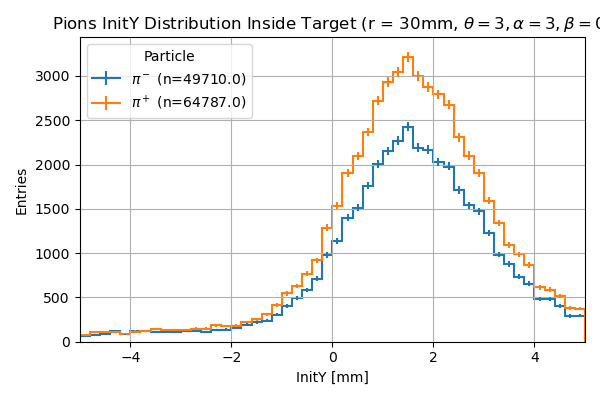 Pions InitY Distribution Inside Target (r = 30mm, θ = 3, α = 3, β = 0
Particle
π⁻ (n=49710.0)
π⁺ (n=64787.0)
Entries
3000
2500
2000
1500
1000
500
0
−4 −2 0 2 4
InitY [mm]